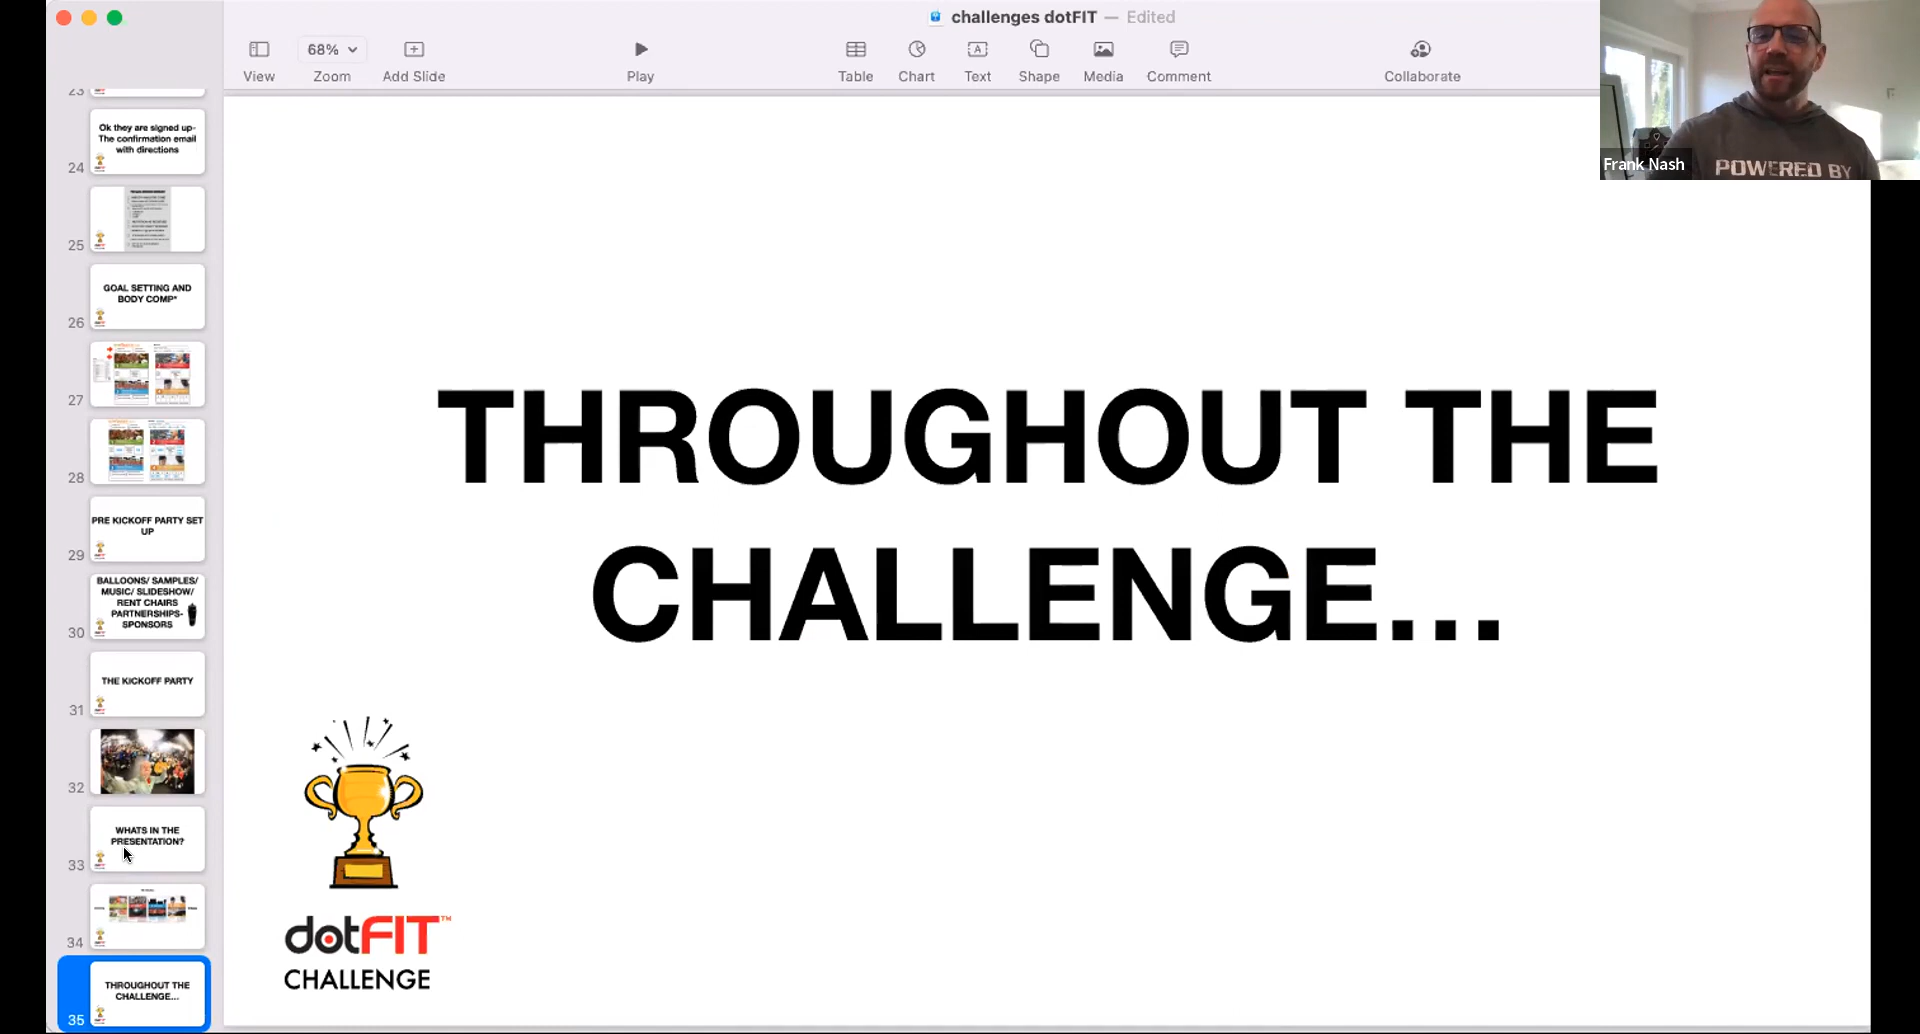 challenges dotFIT — Edited
View
68%
Zoom
Add Slide
Play
Table
Chart
Text
Shape
Media
Comment
Collaborate
POWERED BY
Frank Nash
23
Ok they are signed up-
The confirmation email
with directions
24
25
GOAL SETTING AND
BODY COMP*
26
27
28
PRE KICKOFF PARTY SET
UP
29
BALLOONS/ SAMPLES/
MUSIC/ SLIDESHOW/
RENT CHAIRS
PARTNERSHIPS-
SPONSORS
30
THE KICKOFF PARTY
31
32
WHATS IN THE
PRESENTATION?
33
34
THROUGHOUT THE
CHALLENGE...
35
THROUGHOUT THE
CHALLENGE...
dotFIT™
CHALLENGE